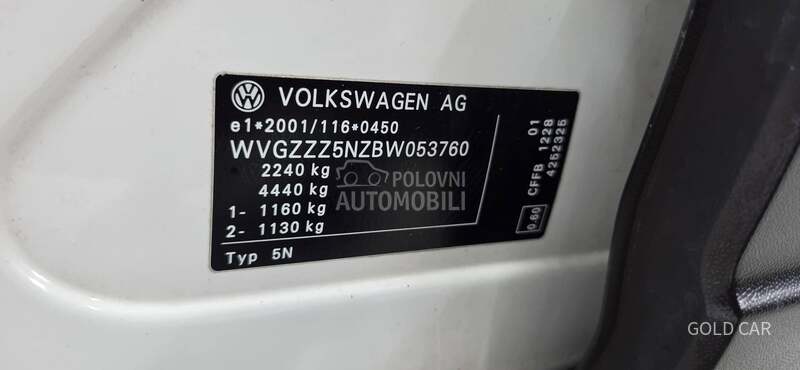 VOLKSWAGEN AG
e1*2001/116*0450
WVGZZZ5NZBW053760
2240 kg
4440 kg
1- 1160 kg
2- 1130 kg
Typ 5N
01
CFFB 1228
4252325
0.60
POLOVNI
AUTOMOBILI
GOLD CAR